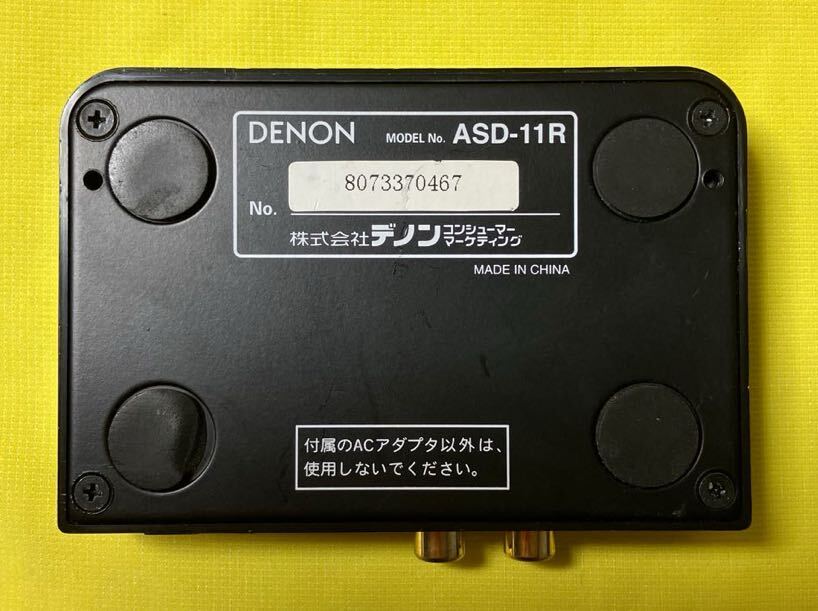 DENON MODEL No. ASD-11R
No. 8073370467
株式会社デノン コンシューマー
マーケティング
MADE IN CHINA
付属のACアダプタ以外は、
使用しないでください。